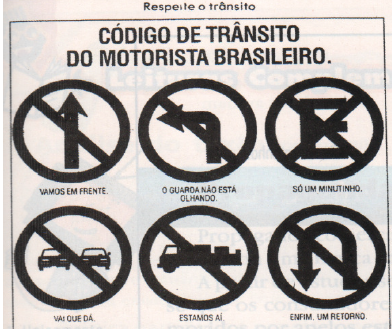 Respeite o trânsito
CÓDIGO DE TRÂNSITO
DO MOTORISTA BRASILEIRO.
VAMOS EM FRENTE.
O GUARDA NÃO ESTÁ
OLHANDO.
SÓ UM MINUTINHO.
VAI QUE DÁ.
ESTAMOS AÍ.
ENFIM, UM RETORNO.